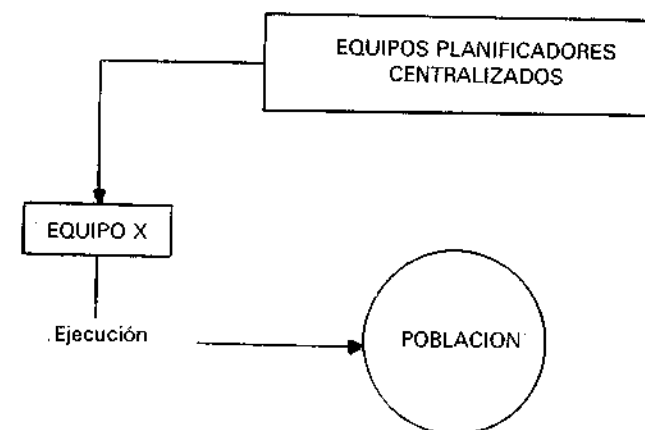 EQUIPOS PLANIFICADORES
CENTRALIZADOS
EQUIPO X
Ejecución
POBLACION